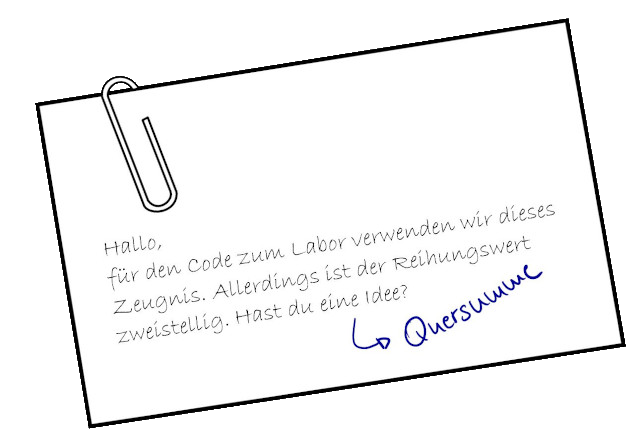 Hallo,
für den Code zum Labor verwenden wir dieses
Zeugnis. Allerdings ist der Reihungswert
zweistellig. Hast du eine Idee?
Quersumme